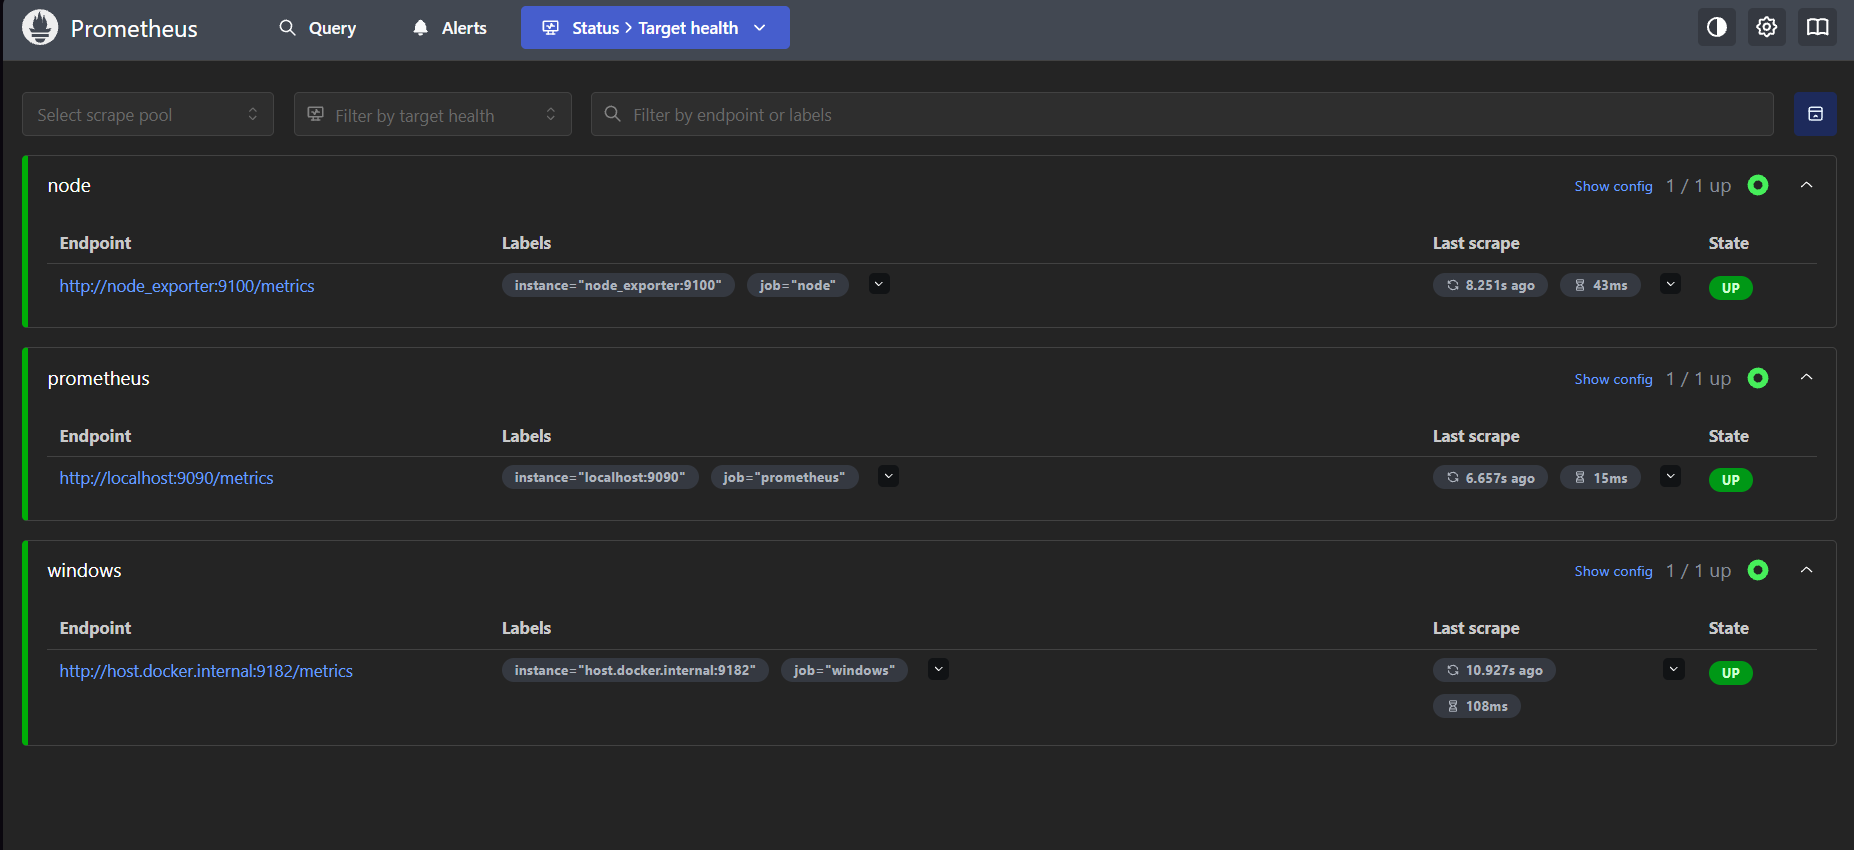 Prometheus Query Alerts Status > Target health
Select scrape pool Filter by target health Filter by endpoint or labels
node Show config 1 / 1 up
Endpoint Labels Last scrape State
http://node_exporter:9100/metrics instance="node_exporter:9100" job="node" 8.251s ago 43ms UP
prometheus Show config 1 / 1 up
Endpoint Labels Last scrape State
http://localhost:9090/metrics instance="localhost:9090" job="prometheus" 6.657s ago 15ms UP
windows Show config 1 / 1 up
Endpoint Labels Last scrape State
http://host.docker.internal:9182/metrics instance="host.docker.internal:9182" job="windows" 10.927s ago UP
108ms